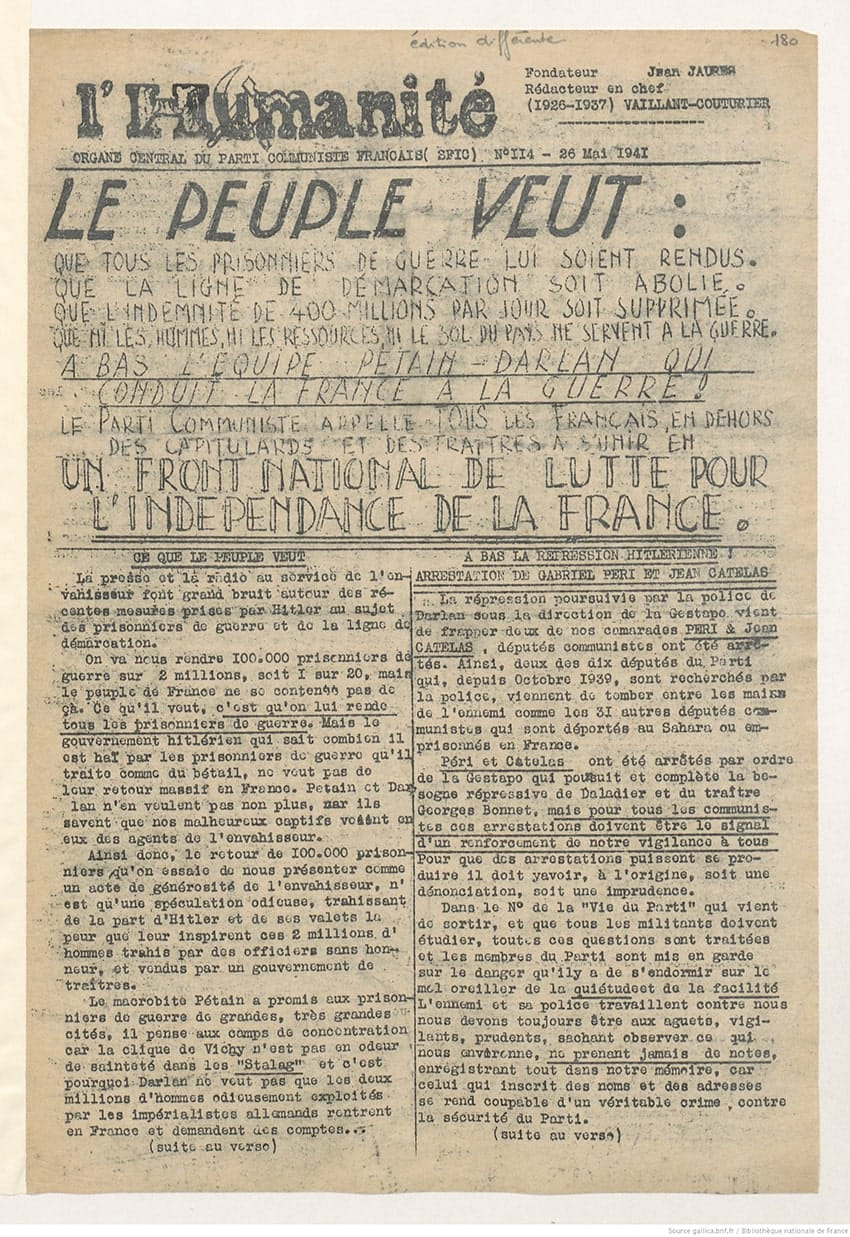 édition différente
180
l'Humanité
Fondateur Jean JAURES
Rédacteur en chef
(1926-1937) VAILLANT-COUTURIER
ORGANE CENTRAL DU PARTI COMMUNISTE FRANCAIS( SFIC) N°114 - 26 Mai 1941
LE PEUPLE VEUT :
QUE TOUS LES PRISONNIERS DE GUERRE LUI SOIENT RENDUS.
QUE LA LIGNE DE DÉMARCATION SOIT ABOLIE.
QUE L'INDEMNITÉ DE 400 MILLIONS PAR JOUR SOIT SUPPRIMÉE.
QUE NI LES HOMMES, NI LES RESSOURCES, NI LE SOL DU PAYS NE SERVENT A LA GUERRE.
A BAS L'EQUIPE PETAIN - DARLAN QUI
CONDUIT LA FRANCE A LA GUERRE !
LE PARTI COMMUNISTE APPELLE TOUS LES FRANÇAIS, EN DEHORS
DES CAPITULARDS ET DES TRAITRES A S'UNIR EN
UN FRONT NATIONAL DE LUTTE POUR
L'INDEPENDANCE DE LA FRANCE.
CE QUE LE PEUPLE VEUT
La presse et la radio au service de l'en-
vahisseur font grand bruit autour des ré-
centes mesures prises par Hitler au sujet
des prisonniers de guerre et de la ligne de
démarcation.
On va nous rendre 100.000 prisonniers de
guerre sur 2 millions, soit I sur 20, mais
le peuple de France ne se contente pas de
ça. Ce qu'il veut, c'est qu'on lui rende
tous les prisonniers de guerre. Mais le
gouvernement hitlérien qui sait combien il
est haï par les prisonniers de guerre qu'il
traite comme du bétail, ne veut pas de
leur retour massif en France. Petain et Dar
lan n'en veulent pas non plus, car ils
savent que nos malheureux captifs voient en
eux des agents de l'envahisseur.
Ainsi donc, le retour de 100.000 prison-
niers qu'on essaie de nous présenter comme
un acte de générosité de l'envahisseur, n'
est qu'une spéculation odieuse, trahissant
de la part d'Hitler et de ses valets la
peur que leur inspirent ces 2 millions d'
hommes trahis par des officiers sans hon-
neur, et vendus par un gouvernement de
traîtres.
Le macrobite Pétain a promis aux prison-
niers de guerre de grandes, très grandes
cités, il pense aux camps de concentration
car la clique de Vichy n'est pas en odeur
de sainteté dans les "Stalag" et c'est
pourquoi Darlan ne veut pas que les deux
millions d'hommes odieusement exploités
par les impérialistes allemands rentrent
en France et demandent des comptes...
(suite au verso)
A BAS LA REPRESSION HITLERIENNE !
ARRESTATION DE GABRIEL PERI ET JEAN CATELAS
La répression poursuivie par la police de
Darlan sous la direction de la Gestapo vient
de frapper deux de nos camarades PERI & Jean
CATELAS , députés communistes ont été arrê-
tés. Ainsi, deux des dix députés du Parti
qui, depuis Octobre 1939, sont recherchés par
la police, viennent de tomber entre les mains
de l'ennemi comme les 31 autres députés com-
munistes qui sont déportés au Sahara ou em-
prisonnés en France.
Péri et Catelas ont été arrêtés par ordre
de la Gestapo qui poursuit et complète la be-
sogne répressive de Daladier et du traître
Georges Bonnet, mais pour tous les communis-
tes ces arrestations doivent être le signal
d'un renforcement de notre vigilance à tous
Pour que des arrestations puissent se pro-
duire il doit yavoir, à l'origine, soit une
dénonciation, soit une imprudence.
Dans le N° de la "Vie du Parti" qui vient
de sortir, et que tous les militants doivent
étudier, toutes ces questions sont traitées
et les membres du Parti sont mis en garde
sur le danger qu'ily a de s'endormir sur le
mol oreiller de la quiétudeet de la facilité
L'ennemi et sa police travaillent contre nous
nous devons toujours être aux aguets, vigi-
lants, prudents, sachant observer ce qui
nous environne, ne prenant jamais de notes,
enregistrant tout dans notre mémoire, car
celui qui inscrit des noms et des adresses
se rend coupable d'un véritable crime contre
la sécurité du Parti.
(suite au verso)
Source gallica.bnf.fr / Bibliothèque nationale de France